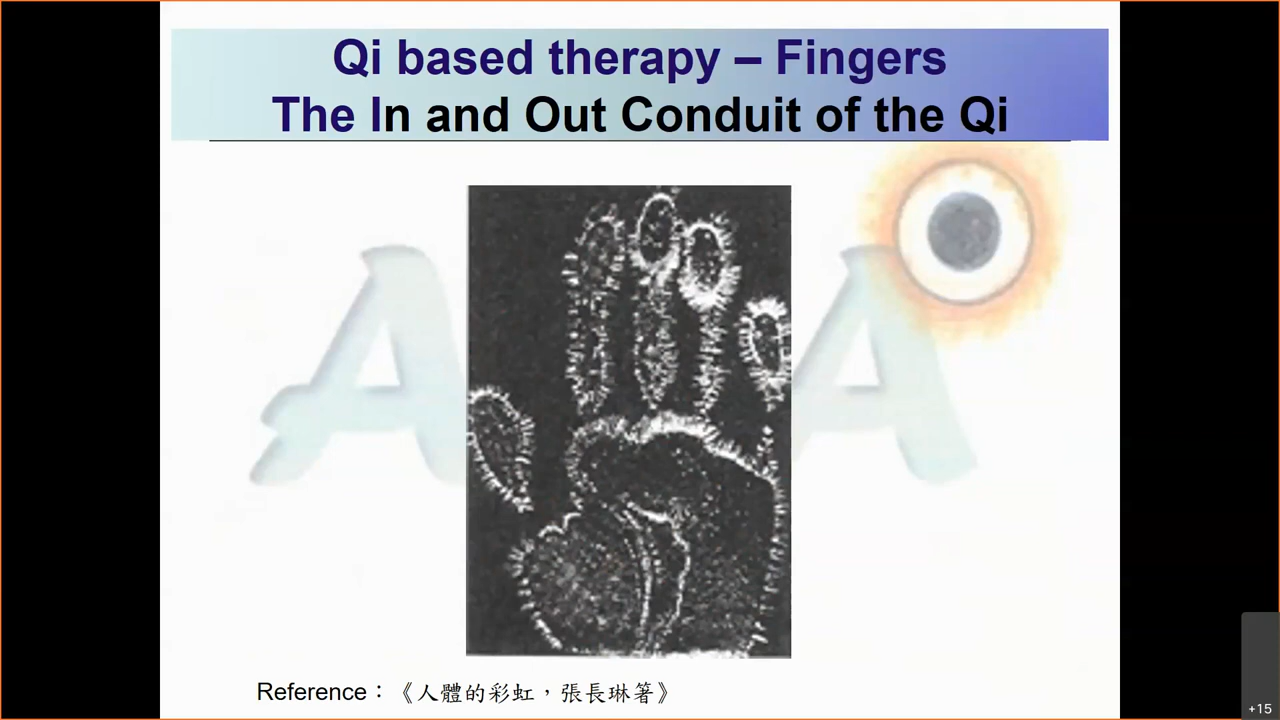 Qi based therapy – Fingers
The In and Out Conduit of the Qi
Reference：《人體的彩虹，張長琳箸》
+15